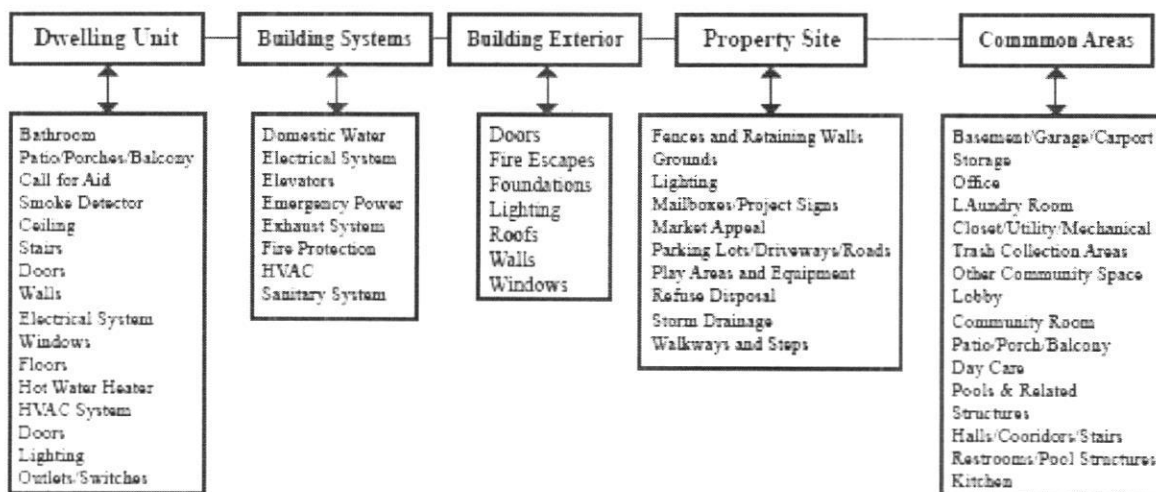 Dwelling Unit
Building Systems
Building Exterior
Property Site
Commmon Areas
Bathroom
Patio/Porches/Balcony
Call for Aid
Smoke Detector
Ceiling
Stairs
Doors
Walls
Electrical System
Windows
Floors
Hot Water Heater
HVAC System
Doors
Lighting
Outlets/Switches
Domestic Water
Electrical System
Elevators
Emergency Power
Exhaust System
Fire Protection
HVAC
Sanitary System
Doors
Fire Escapes
Foundations
Lighting
Roofs
Walls
Windows
Fences and Retaining Walls
Grounds
Lighting
Mailboxes/Project Signs
Market Appeal
Parking Lots/Driveways/Roads
Play Areas and Equipment
Refuse Disposal
Storm Drainage
Walkways and Steps
Basement/Garage/Carport
Storage
Office
LAundry Room
Closet/Utility/Mechanical
Trash Collection Areas
Other Community Space
Lobby
Community Room
Patio/Porch/Balcony
Day Care
Pools & Related
Structures
Halls/Cooridors/Stairs
Restrooms/Pool Structures
Kitchen